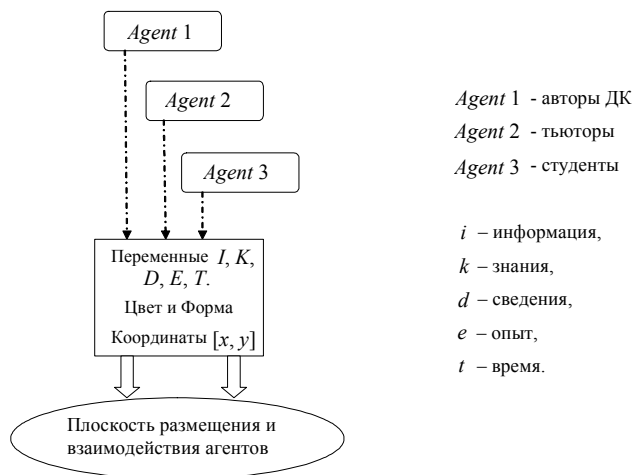 Agent 1
Agent 2
Agent 3
Переменные I, K,
D, E, T.
Цвет и Форма
Координаты [x, y]
Плоскость размещения и
взаимодействия агентов
Agent 1 - авторы ДК
Agent 2 - тьюторы
Agent 3 - студенты
i – информация,
k – знания,
d – сведения,
e – опыт,
t – время.